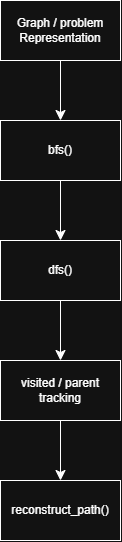 Graph / problem
Representation
bfs()
dfs()
visited / parent
tracking
reconstruct_path()